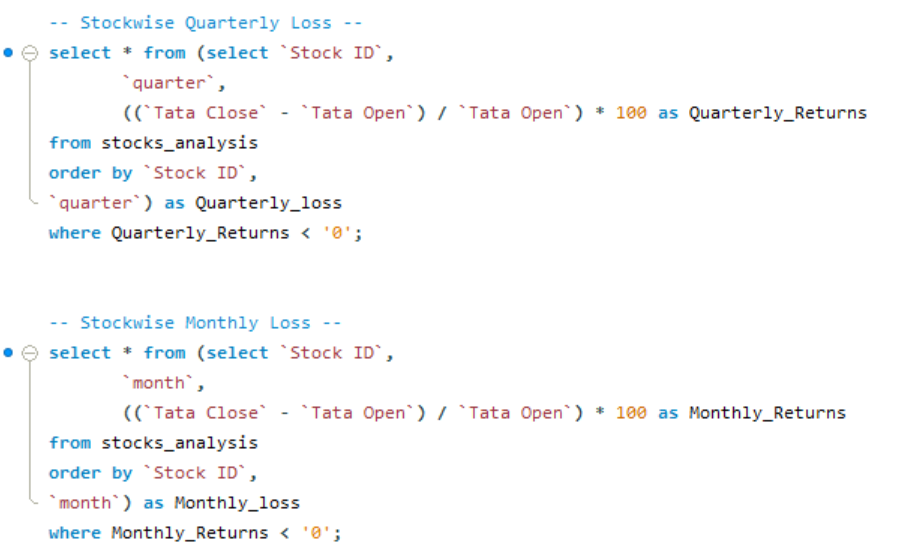 -- Stockwise Quarterly Loss --
select * from (select `Stock ID`,
`quarter`,
((`Tata Close` - `Tata Open`) / `Tata Open`) * 100 as Quarterly_Returns
from stocks_analysis
order by `Stock ID`,
`quarter`) as Quarterly_loss
where Quarterly_Returns < '0';
-- Stockwise Monthly Loss --
select * from (select `Stock ID`,
`month`,
((`Tata Close` - `Tata Open`) / `Tata Open`) * 100 as Monthly_Returns
from stocks_analysis
order by `Stock ID`,
`month`) as Monthly_loss
where Monthly_Returns < '0';